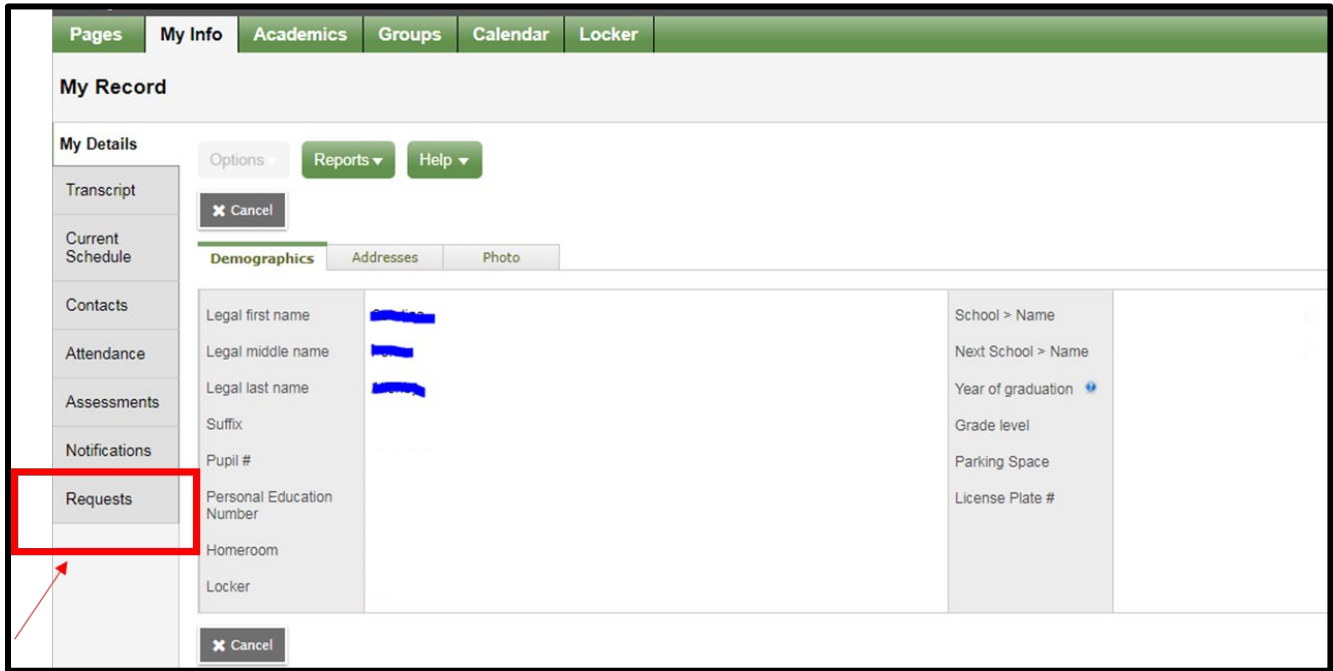 Pages My Info Academics Groups Calendar Locker
My Record
My Details
Transcript
Current
Schedule
Contacts
Attendance
Assessments
Notifications
Requests
Options Reports Help
Cancel
Demographics Addresses Photo
Legal first name
Legal middle name
Legal last name
Suffix
Pupil #
Personal Education
Number
Homeroom
Locker
School > Name
Next School > Name
Year of graduation
Grade level
Parking Space
License Plate #
Cancel